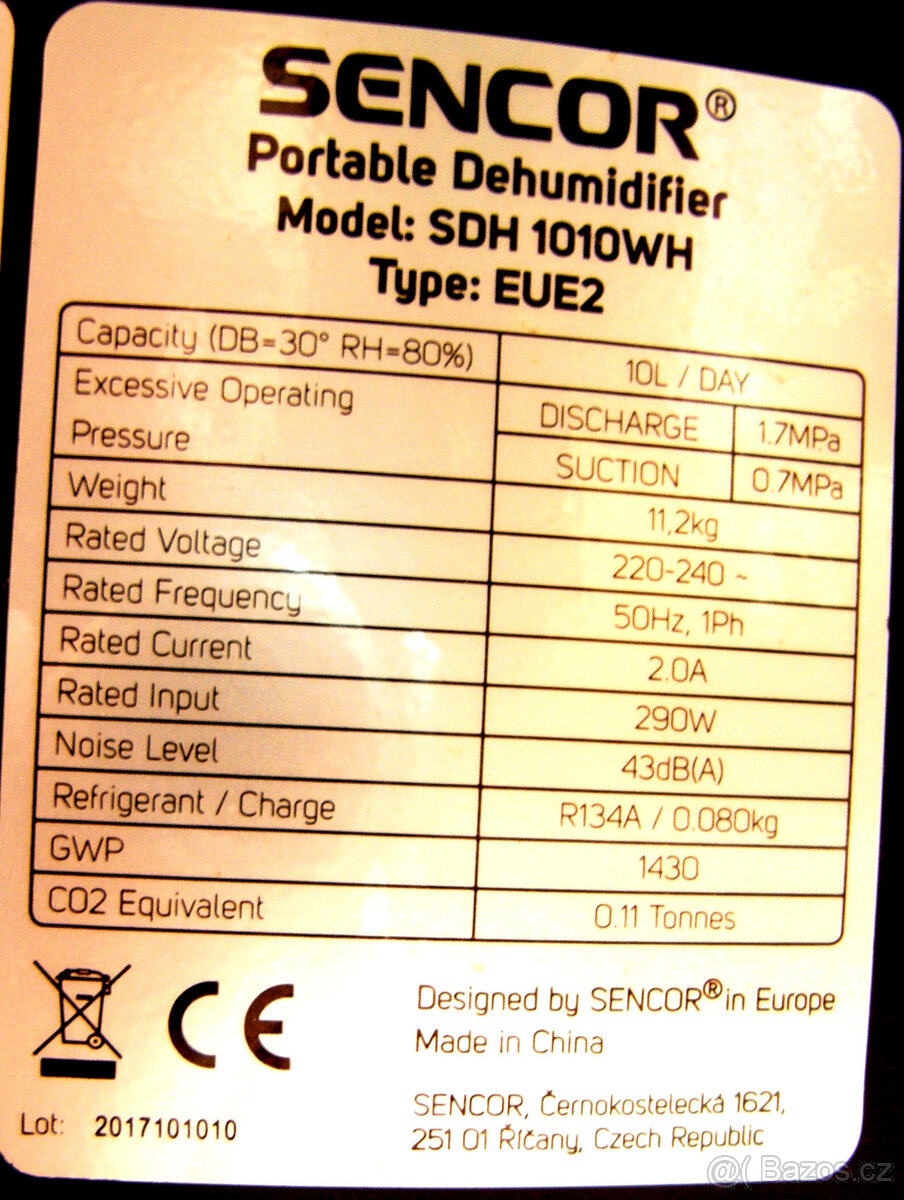 SENCOR®
Portable Dehumidifier
Model: SDH 1010WH
Type: EUE2
Capacity (DB=30° RH=80%) 10L / DAY
Excessive Operating Pressure DISCHARGE 1.7MPa
SUCTION 0.7MPa
Weight 11,2kg
Rated Voltage 220-240 ~
Rated Frequency 50Hz, 1Ph
Rated Current 2.0A
Rated Input 290W
Noise Level 43dB(A)
Refrigerant / Charge R134A / 0.080kg
GWP 1430
CO2 Equivalent 0.11 Tonnes
CE
Designed by SENCOR® in Europe
Made in China
SENCOR, Černokostelecká 1621,
251 01 Říčany, Czech Republic
Lot: 2017101010
@( Bazos.cz